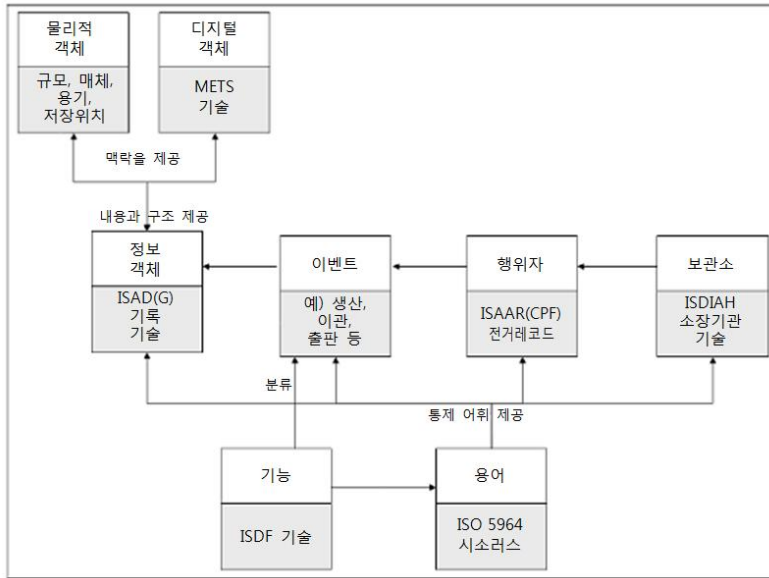 물리적
객체
규모, 매체,
용기,
저장위치
디지털
객체
METS
기술
맥락을 제공
내용과 구조 제공
정보
객체
ISAD(G)
기록
기술
이벤트
예) 생산,
이관,
출판 등
행위자
ISAAR(CPF)
전거레코드
보관소
ISDIAH
소장기관
기술
분류
통제 어휘 제공
기능
ISDF 기술
용어
ISO 5964
시소러스